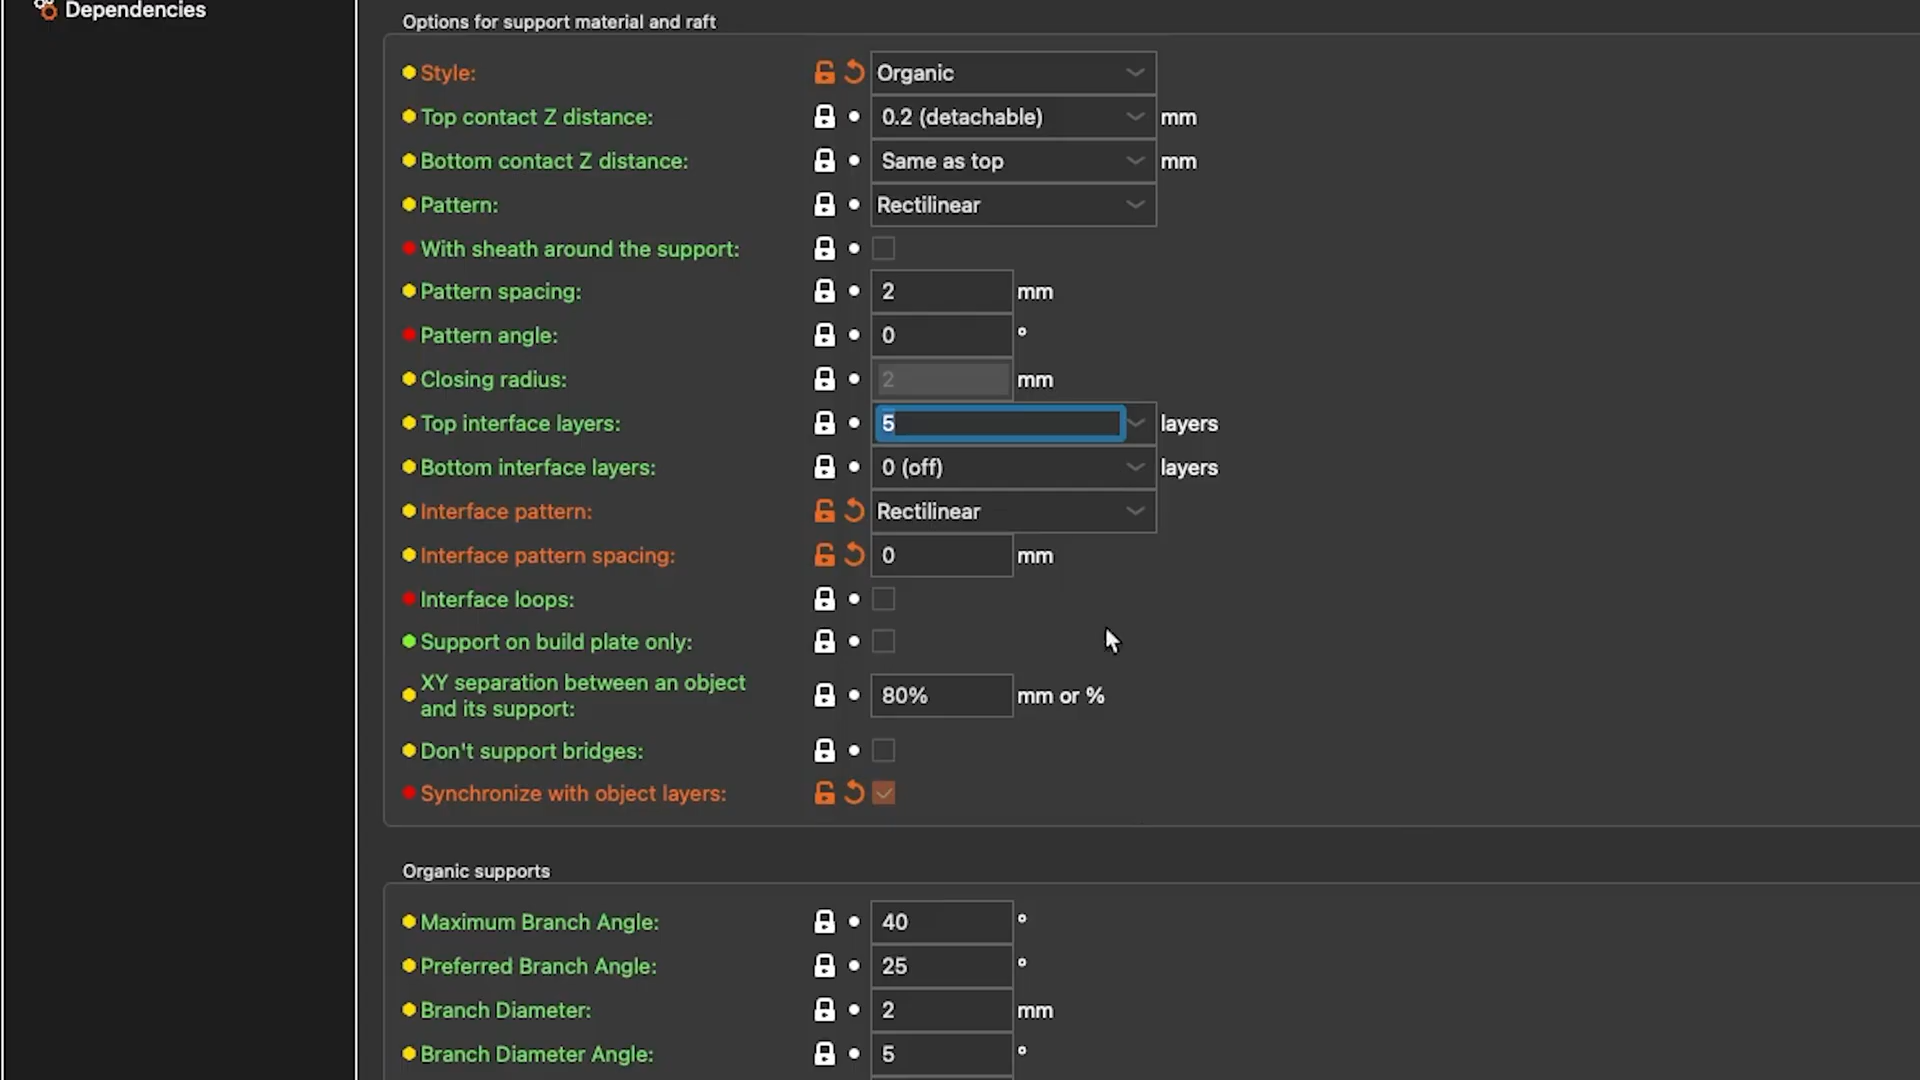 Dependencies
Options for support material and raft
Style: Organic
Top contact Z distance: 0.2 (detachable) mm
Bottom contact Z distance: Same as top mm
Pattern: Rectilinear
With sheath around the support:
Pattern spacing: 2 mm
Pattern angle: 0 °
Closing radius: 2 mm
Top interface layers: 5 layers
Bottom interface layers: 0 (off) layers
Interface pattern: Rectilinear
Interface pattern spacing: 0 mm
Interface loops:
Support on build plate only:
XY separation between an object
and its support: 80% mm or %
Don't support bridges:
Synchronize with object layers:
Organic supports
Maximum Branch Angle: 40 °
Preferred Branch Angle: 25 °
Branch Diameter: 2 mm
Branch Diameter Angle: 5 °